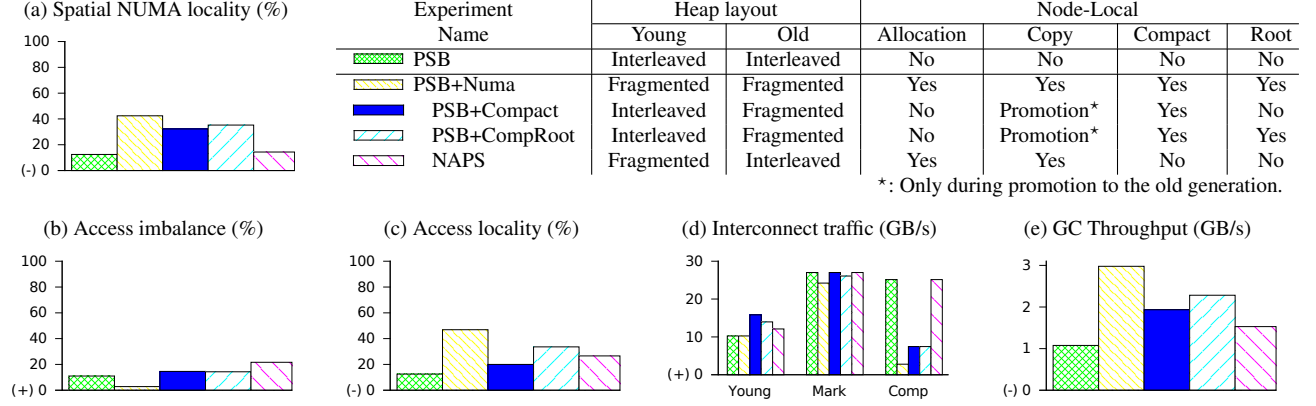 (a) Spatial NUMA locality (%)
100
80
60
40
20
(-) 0
Experiment Heap layout Node-Local
Name Young Old Allocation Copy Compact Root
PSB Interleaved Interleaved No No No No
PSB+Numa Fragmented Fragmented Yes Yes Yes Yes
PSB+Compact Interleaved Fragmented No Promotion⋆ Yes No
PSB+CompRoot Interleaved Fragmented No Promotion⋆ Yes Yes
NAPS Fragmented Interleaved Yes Yes No No
⋆: Only during promotion to the old generation.
(b) Access imbalance (%)
100
80
60
40
20
(+) 0
(c) Access locality (%)
100
80
60
40
20
(-) 0
(d) Interconnect traffic (GB/s)
30
20
10
(+) 0
Young Mark Comp
(e) GC Throughput (GB/s)
3
2
1
(-) 0